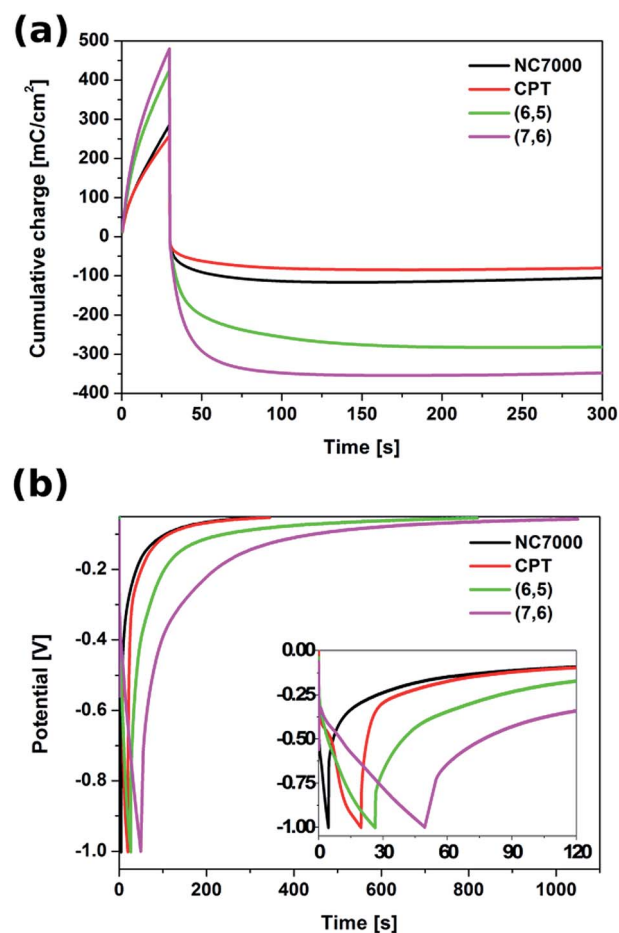 (a)
500
400
300
200
100
0
-100
-200
-300
-400
Cumulative charge [mC/cm²]
NC7000
CPT
(6,5)
(7,6)
0 50 100 150 200 250 300
Time [s]
(b)
-0.2
-0.4
-0.6
-0.8
-1.0
Potential [V]
NC7000
CPT
(6,5)
(7,6)
0.00
-0.25
-0.50
-0.75
-1.00
0 30 60 90 120
0 200 400 600 800 1000
Time [s]